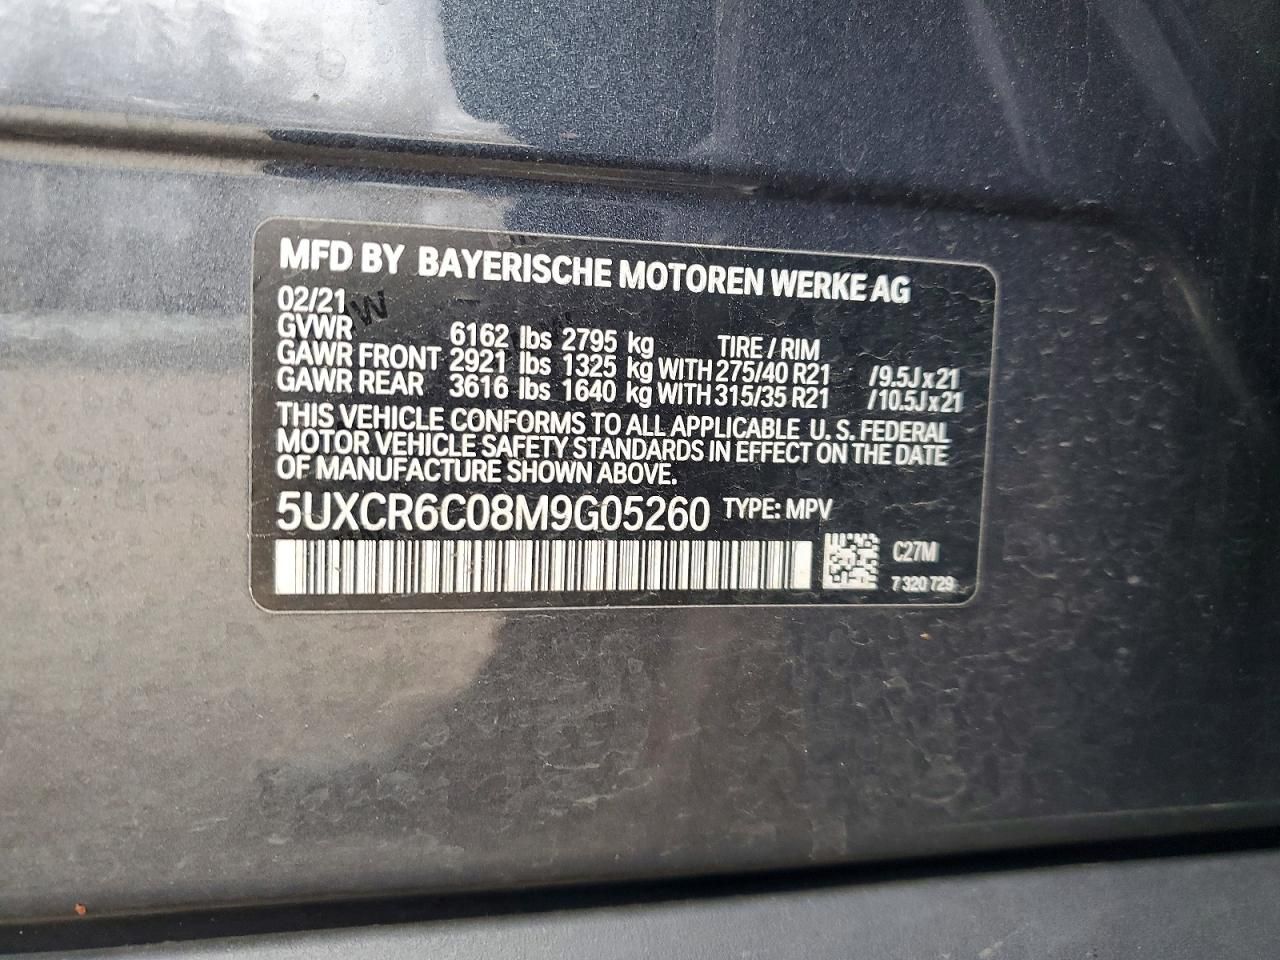 MFD BY BAYERISCHE MOTOREN WERKE AG
02/21
GVWR 6162 lbs 2795 kg TIRE / RIM
GAWR FRONT 2921 lbs 1325 kg WITH 275/40 R21 /9.5J x 21
GAWR REAR 3616 lbs 1640 kg WITH 315/35 R21 /10.5J x 21
THIS VEHICLE CONFORMS TO ALL APPLICABLE U. S. FEDERAL
MOTOR VEHICLE SAFETY STANDARDS IN EFFECT ON THE DATE
OF MANUFACTURE SHOWN ABOVE.
5UXCR6C08M9G05260 TYPE: MPV
C27M
7 320 729